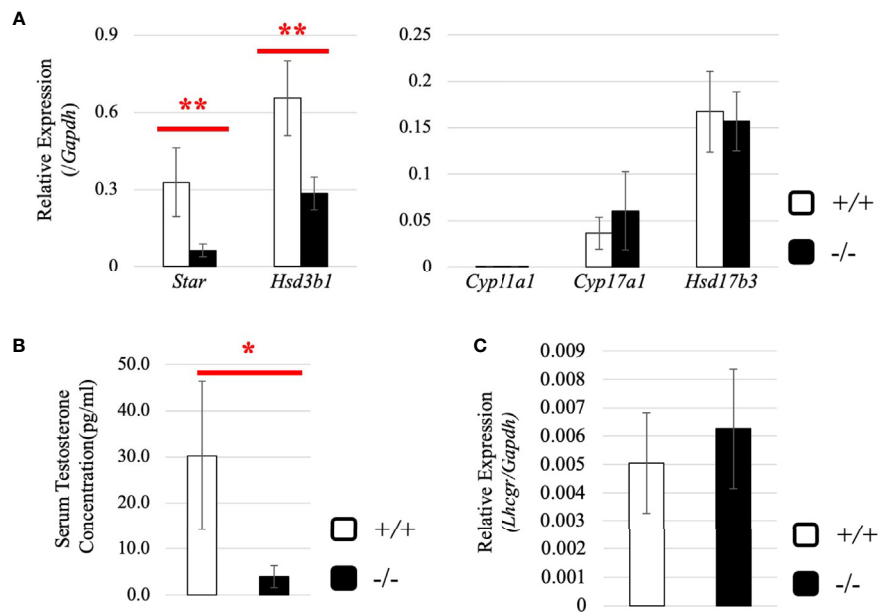 A
Relative Expression
(/Gapdh)
0.9
0.6
0.3
0
**
**
Star
Hsd3b1
0.25
0.2
0.15
0.1
0.05
0
Cyp!1a1
Cyp17a1
Hsd17b3
+/+
-/-
B
Serum Testosterone
Concentration(pg/ml)
50.0
40.0
30.0
20.0
10.0
0.0
*
+/+
-/-
C
Relative Expression
(Lhcgr/Gapdh)
0.009
0.008
0.007
0.006
0.005
0.004
0.003
0.002
0.001
0
+/+
-/-